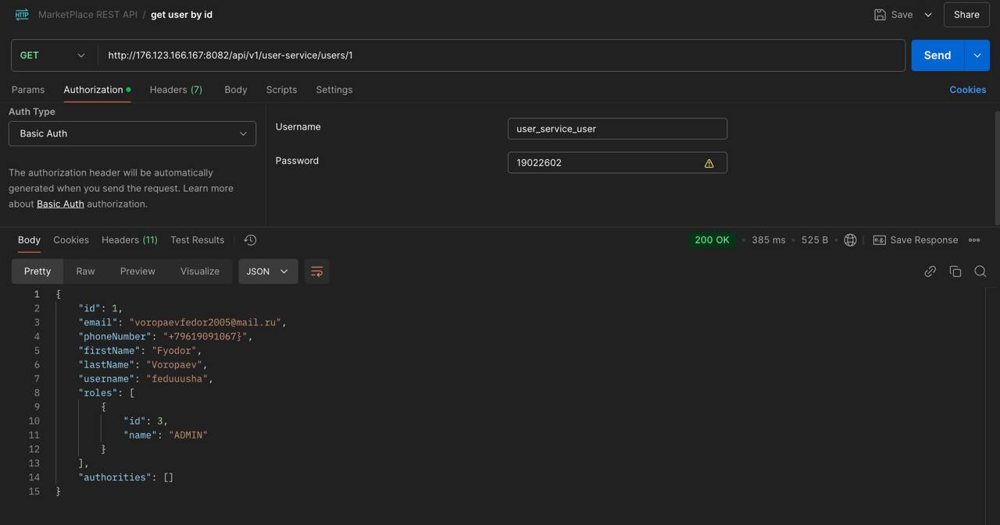 HTTP MarketPlace REST API / get user by id Save Share
GET http://176.123.166.167:8082/api/v1/user-service/users/1 Send
Params Authorization Headers (7) Body Scripts Settings Cookies
Auth Type
Basic Auth
Username user_service_user
Password 19022602
The authorization header will be automatically
generated when you send the request. Learn more
about Basic Auth authorization.
Body Cookies Headers (11) Test Results 200 OK 385 ms 525 B e.g. Save Response
Pretty Raw Preview Visualize JSON
1 {
2 "id": 1,
3 "email": "voropaevfedor2005@mail.ru",
4 "phoneNumber": "+79619091067}",
5 "firstName": "Fyodor",
6 "lastName": "Voropaev",
7 "username": "feduuusha",
8 "roles": [
9 {
10 "id": 3,
11 "name": "ADMIN"
12 }
13 ],
14 "authorities": []
15 }